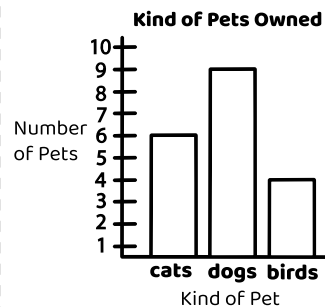 Kind of Pets Owned
10
9
8
7
6
5
4
3
2
1
Number
of Pets
cats dogs birds
Kind of Pet